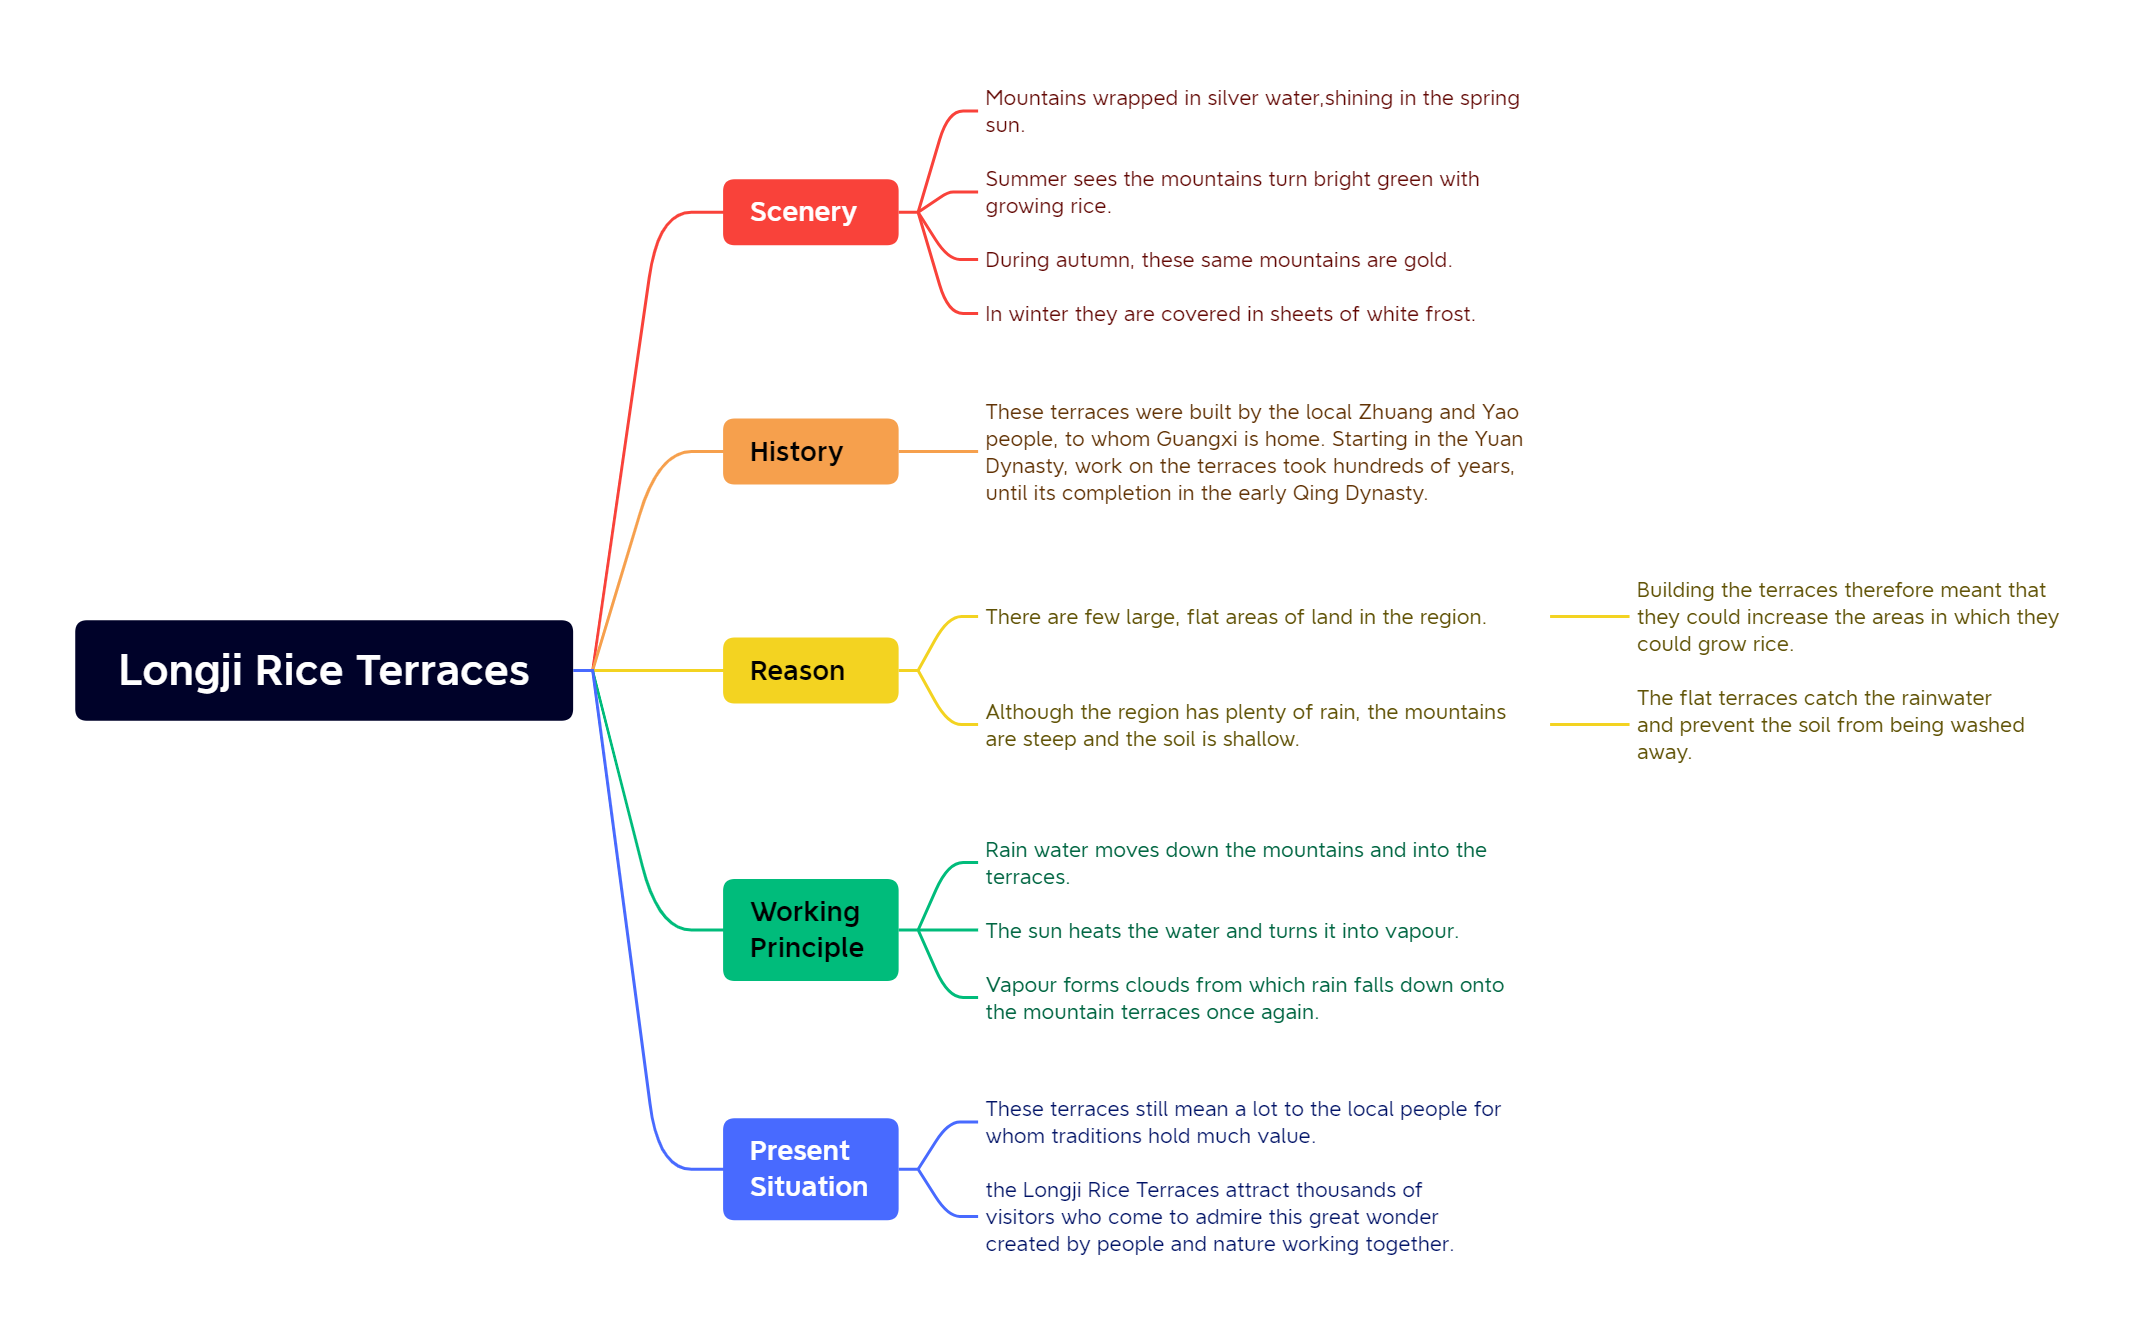 Longji Rice Terraces
Scenery
Mountains wrapped in silver water,shining in the spring
sun.
Summer sees the mountains turn bright green with
growing rice.
During autumn, these same mountains are gold.
In winter they are covered in sheets of white frost.
History
These terraces were built by the local Zhuang and Yao
people, to whom Guangxi is home. Starting in the Yuan
Dynasty, work on the terraces took hundreds of years,
until its completion in the early Qing Dynasty.
Reason
There are few large, flat areas of land in the region.
Building the terraces therefore meant that
they could increase the areas in which they
could grow rice.
Although the region has plenty of rain, the mountains
are steep and the soil is shallow.
The flat terraces catch the rainwater
and prevent the soil from being washed
away.
Working
Principle
Rain water moves down the mountains and into the
terraces.
The sun heats the water and turns it into vapour.
Vapour forms clouds from which rain falls down onto
the mountain terraces once again.
Present
Situation
These terraces still mean a lot to the local people for
whom traditions hold much value.
the Longji Rice Terraces attract thousands of
visitors who come to admire this great wonder
created by people and nature working together.